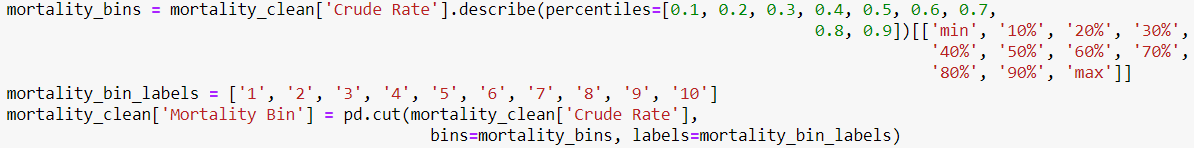 mortality_bins = mortality_clean['Crude Rate'].describe(percentiles=[0.1, 0.2, 0.3, 0.4, 0.5, 0.6, 0.7,
0.8, 0.9])[['min', '10%', '20%', '30%',
'40%', '50%', '60%', '70%',
'80%', '90%', 'max']]
mortality_bin_labels = ['1', '2', '3', '4', '5', '6', '7', '8', '9', '10']
mortality_clean['Mortality Bin'] = pd.cut(mortality_clean['Crude Rate'],
bins=mortality_bins, labels=mortality_bin_labels)